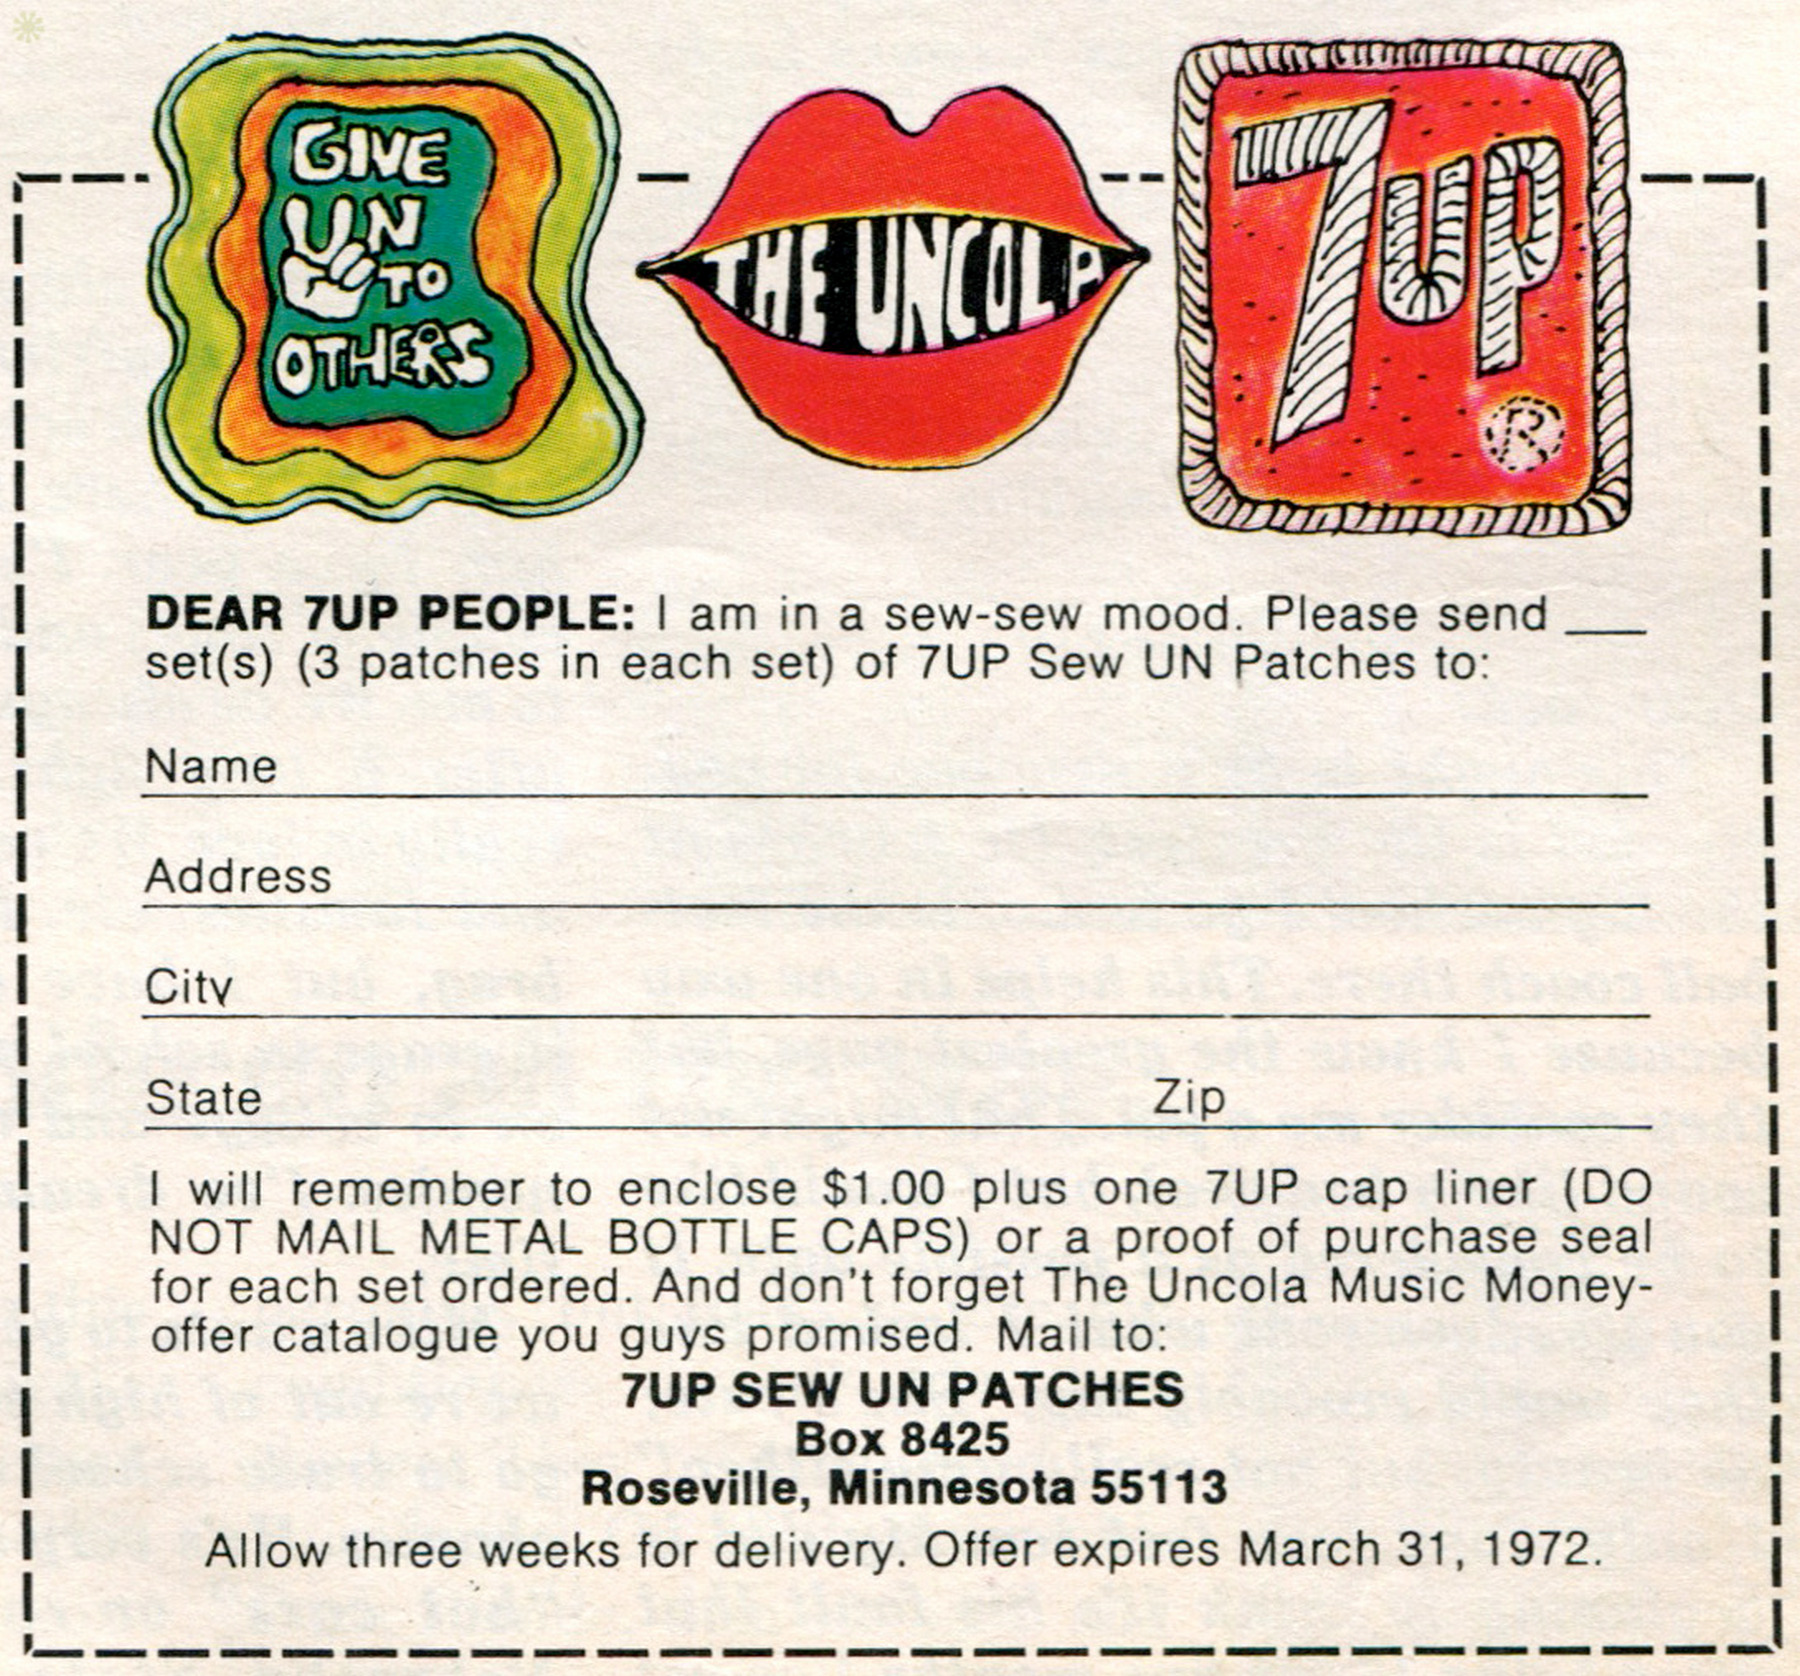 GIVE
UN
TO
OTHERS
THE UNCOLA
7up
R
DEAR 7UP PEOPLE: I am in a sew-sew mood. Please send ___
set(s) (3 patches in each set) of 7UP Sew UN Patches to:
Name
Address
City
State Zip
I will remember to enclose $1.00 plus one 7UP cap liner (DO
NOT MAIL METAL BOTTLE CAPS) or a proof of purchase seal
for each set ordered. And don't forget The Uncola Music Money-
offer catalogue you guys promised. Mail to:
7UP SEW UN PATCHES
Box 8425
Roseville, Minnesota 55113
Allow three weeks for delivery. Offer expires March 31, 1972.